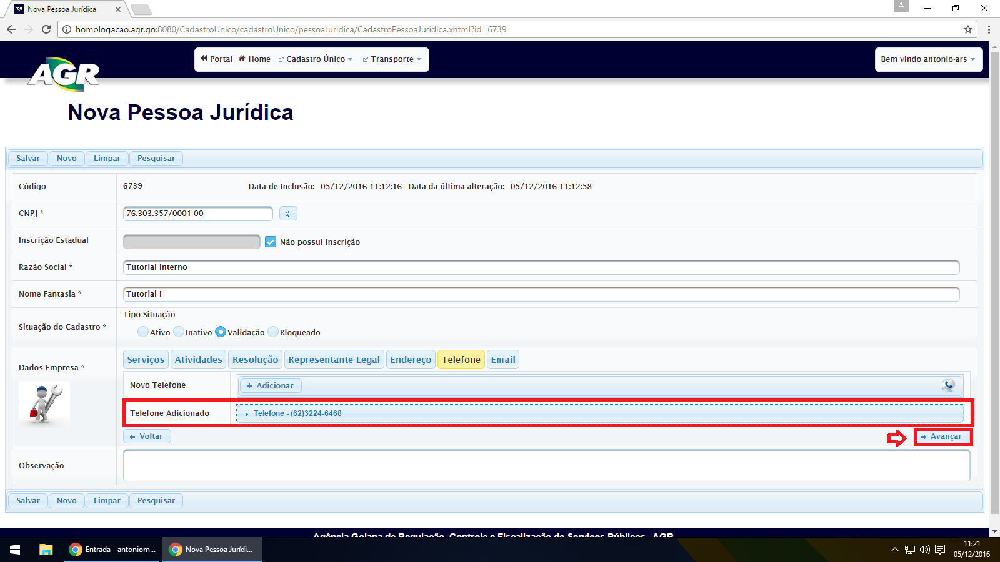 AGR Nova Pessoa Jurídica
homologacao.agr.go:8080/CadastroUnico/cadastroUnico/pessoaJuridica/CadastroPessoaJuridica.xhtml?id=6739
AGR
Portal Home Cadastro Único Transporte
Bem vindo antonio-ars
Nova Pessoa Jurídica
Salvar Novo Limpar Pesquisar
Código 6739 Data de Inclusão: 05/12/2016 11:12:16 Data da última alteração: 05/12/2016 11:12:58
CNPJ * 76.303.357/0001-00
Inscrição Estadual Não possui Inscrição
Razão Social * Tutorial Interno
Nome Fantasia * Tutorial I
Tipo Situação
Situação do Cadastro * Ativo Inativo Validação Bloqueado
Dados Empresa * Serviços Atividades Resolução Representante Legal Endereço Telefone Email
Novo Telefone + Adicionar
Telefone Adicionado Telefone - (62)3224-6468
Voltar Avançar
Observação
Salvar Novo Limpar Pesquisar
Agência Goiana de Regulação, Controle e Fiscalização de Serviços Públicos - AGR
Entrada - antoniom... Nova Pessoa Jurídi...
11:21
05/12/2016